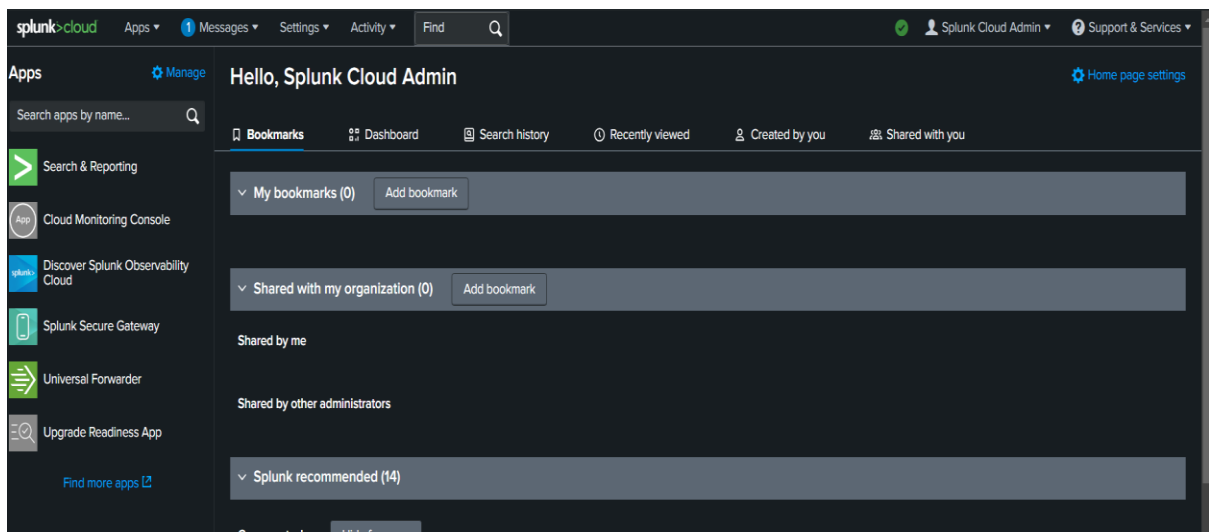 splunk>cloud Apps 1 Messages Settings Activity Find Splunk Cloud Admin ? Support & Services
Apps Manage
Search apps by name...
Search & Reporting
App Cloud Monitoring Console
splunk> Discover Splunk Observability
Cloud
Splunk Secure Gateway
Universal Forwarder
Upgrade Readiness App
Find more apps
Hello, Splunk Cloud Admin Home page settings
Bookmarks Dashboard Search history Recently viewed Created by you Shared with you
My bookmarks (0) Add bookmark
Shared with my organization (0) Add bookmark
Shared by me
Shared by other administrators
Splunk recommended (14)